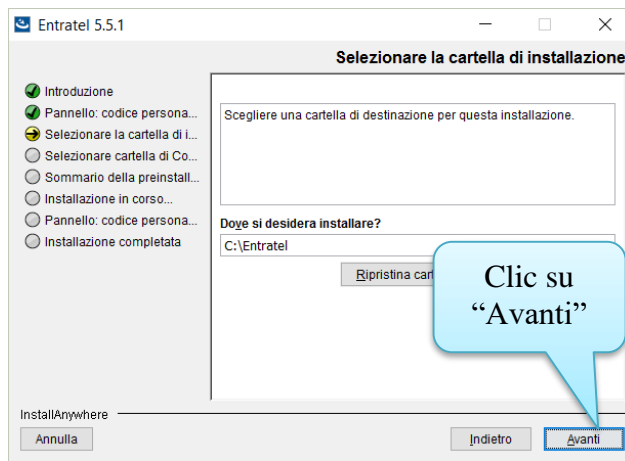 Entratel 5.5.1
Selezionare la cartella di installazione
Introduzione
Pannello: codice persona...
Selezionare la cartella di i...
Selezionare cartella di Co...
Sommario della preinstall...
Installazione in corso...
Pannello: codice persona...
Installazione completata
Scegliere una cartella di destinazione per questa installazione.
Dove si desidera installare?
C:\Entratel
Ripristina cart
Clic su
“Avanti”
InstallAnywhere
Annulla
Indietro
Avanti